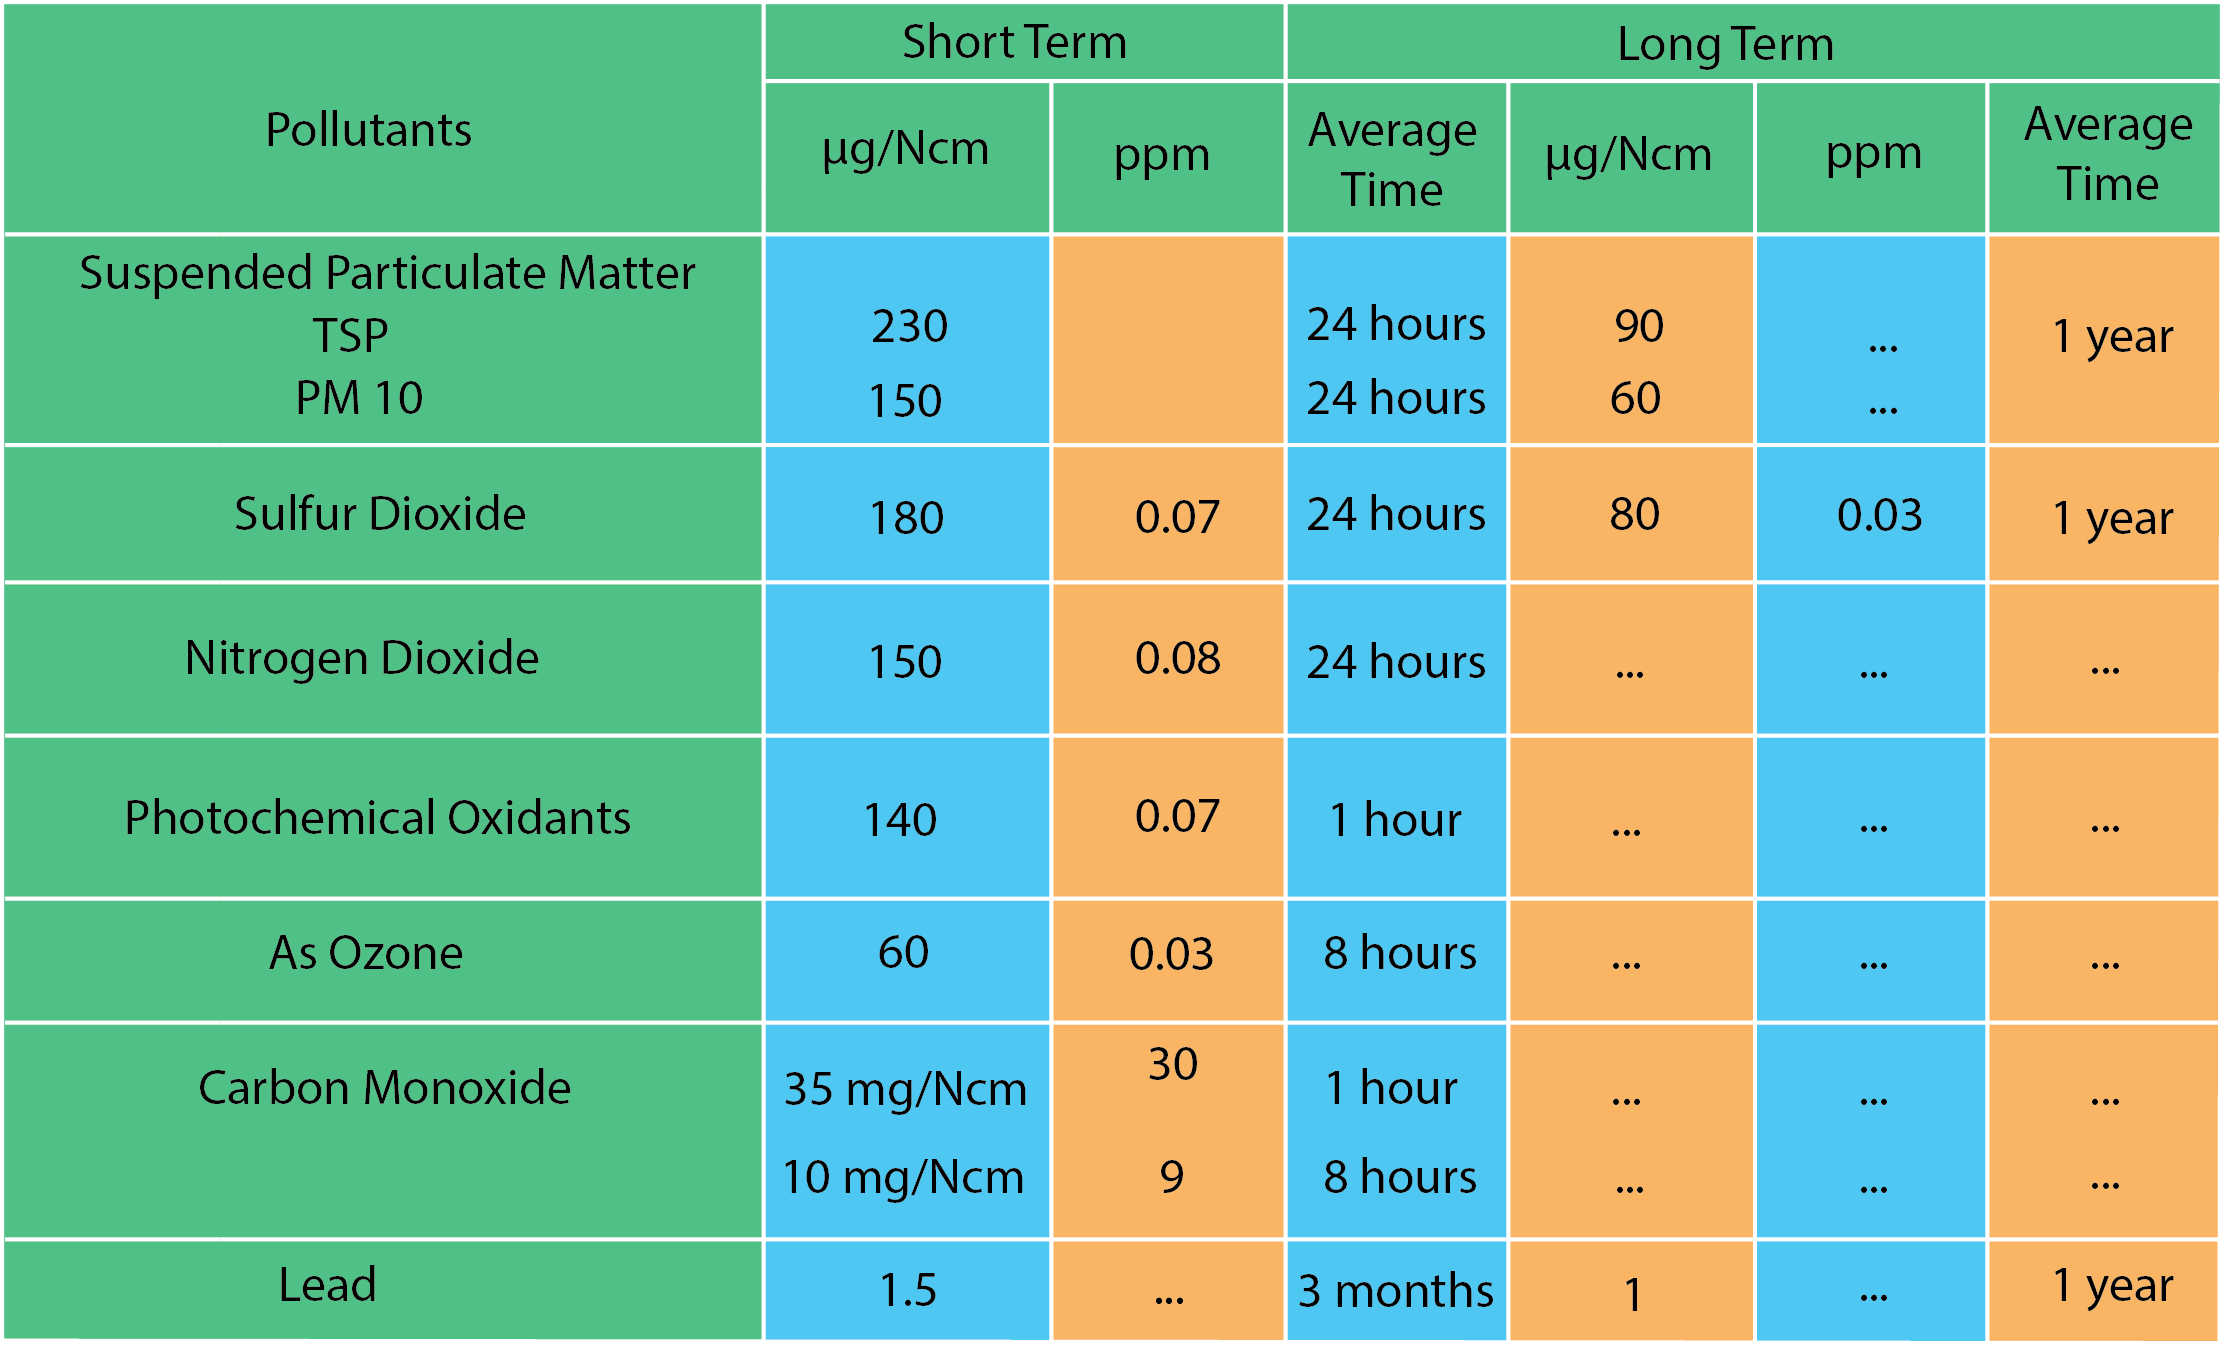 Short Term
Long Term
Pollutants
µg/Ncm
ppm
Average
Time
µg/Ncm
ppm
Average
Time
Suspended Particulate Matter
TSP
230
24 hours
90
...
1 year
PM 10
150
24 hours
60
...
Sulfur Dioxide
180
0.07
24 hours
80
0.03
1 year
Nitrogen Dioxide
150
0.08
24 hours
...
...
...
Photochemical Oxidants
140
0.07
1 hour
...
...
...
As Ozone
60
0.03
8 hours
...
...
...
Carbon Monoxide
35 mg/Ncm
30
1 hour
...
...
...
10 mg/Ncm
9
8 hours
...
...
...
Lead
1.5
...
3 months
1
...
1 year